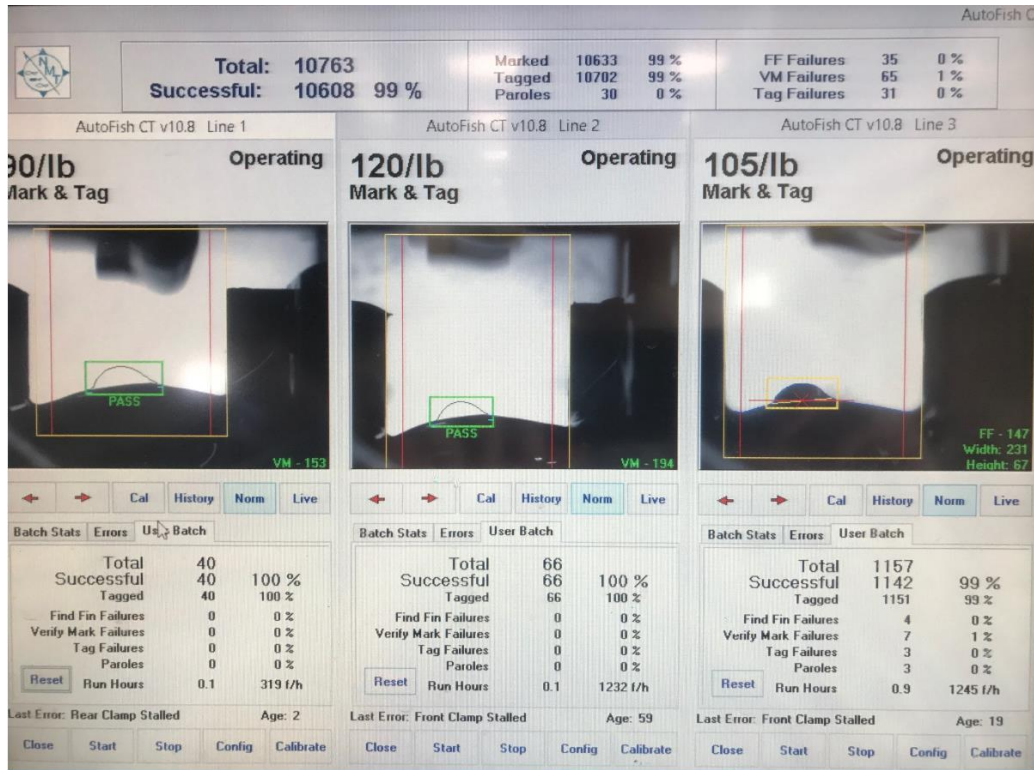 AutoFish C
NMT
Total: 10763
Successful: 10608 99 %
Marked 10633 99 %
Tagged 10702 99 %
Paroles 30 0 %
FF Failures 35 0 %
VM Failures 65 1 %
Tag Failures 31 0 %
AutoFish CT v10.8 Line 1
90/lb Operating
Mark & Tag
PASS
VM - 153
Cal History Norm Live
Batch Stats Errors Us Batch
Total 40
Successful 40 100 %
Tagged 40 100 %
Find Fin Failures 0 0 %
Verify Mark Failures 0 0 %
Tag Failures 0 0 %
Paroles 0 0 %
Reset Run Hours 0.1 319 f/h
Last Error: Rear Clamp Stalled Age: 2
Close Start Stop Config Calibrate
AutoFish CT v10.8 Line 2
120/lb Operating
Mark & Tag
PASS
VM - 194
Cal History Norm Live
Batch Stats Errors User Batch
Total 66
Successful 66 100 %
Tagged 66 100 %
Find Fin Failures 0 0 %
Verify Mark Failures 0 0 %
Tag Failures 0 0 %
Paroles 0 0 %
Reset Run Hours 0.1 1232 f/h
Last Error: Front Clamp Stalled Age: 59
Close Start Stop Config Calibrate
AutoFish CT v10.8 Line 3
105/lb Operating
Mark & Tag
FF - 147
Width: 231
Height: 67
Cal History Norm Live
Batch Stats Errors User Batch
Total 1157
Successful 1142 99 %
Tagged 1151 99 %
Find Fin Failures 4 0 %
Verify Mark Failures 7 1 %
Tag Failures 3 0 %
Paroles 3 0 %
Reset Run Hours 0.9 1245 f/h
Last Error: Front Clamp Stalled Age: 19
Close Start Stop Config Calibrate